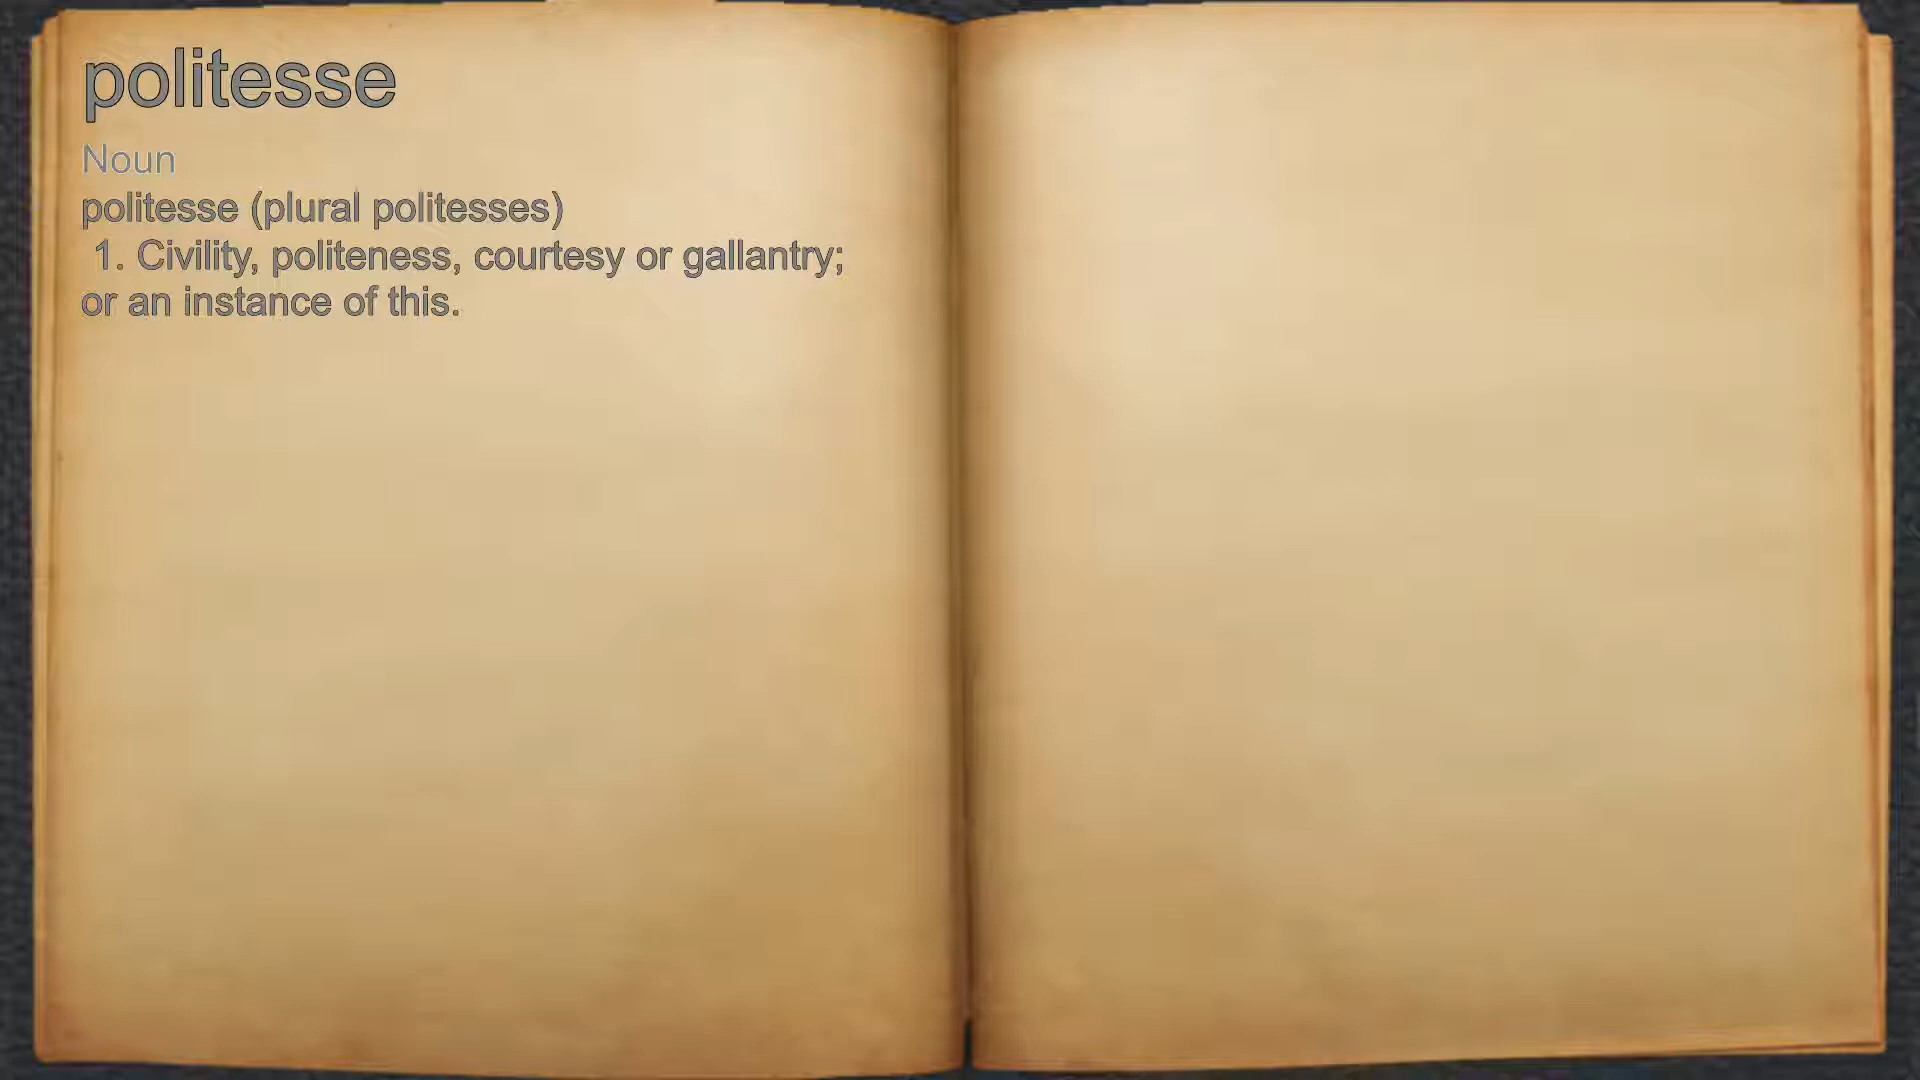 politesse
Noun
politesse (plural politesses)
1. Civility, politeness, courtesy or gallantry;
or an instance of this.